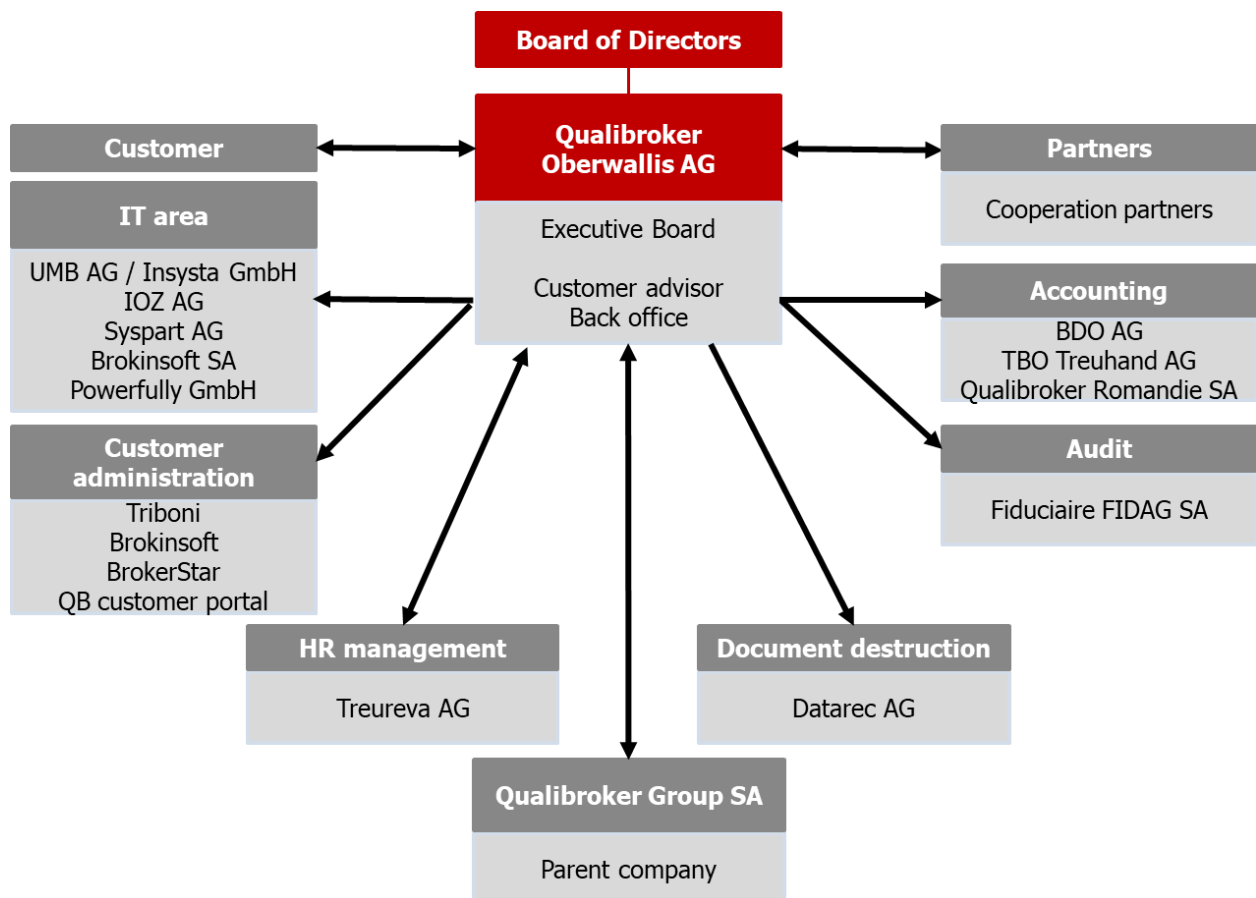 Board of Directors
Qualibroker
Oberwallis AG
Executive Board
Customer advisor
Back office
Customer
IT area
UMB AG / Insysta GmbH
IOZ AG
Syspart AG
Brokinsoft SA
Powerfully GmbH
Customer
administration
Triboni
Brokinsoft
BrokerStar
QB customer portal
Partners
Cooperation partners
Accounting
BDO AG
TBO Treuhand AG
Qualibroker Romandie SA
Audit
Fiduciaire FIDAG SA
HR management
Treureva AG
Document destruction
Datarec AG
Qualibroker Group SA
Parent company